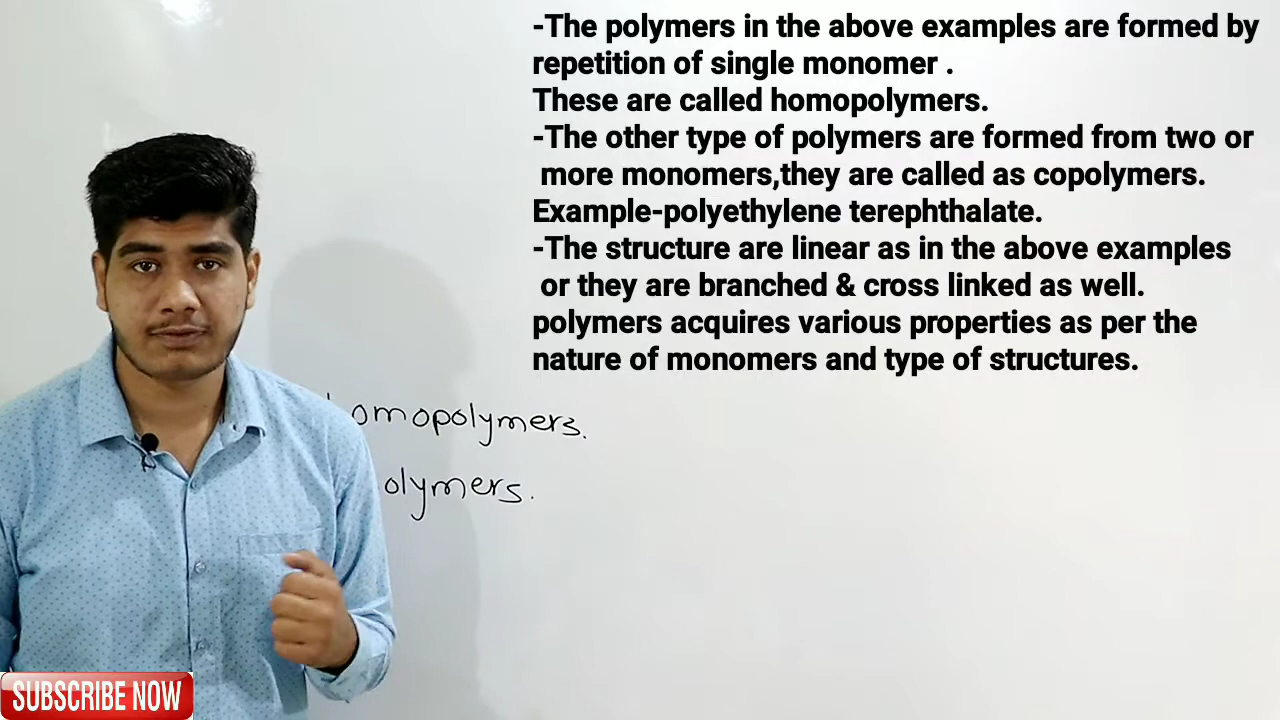 -The polymers in the above examples are formed by
repetition of single monomer .
These are called homopolymers.
-The other type of polymers are formed from two or
more monomers,they are called as copolymers.
Example-polyethylene terephthalate.
-The structure are linear as in the above examples
or they are branched & cross linked as well.
polymers acquires various properties as per the
nature of monomers and type of structures.
omopolymers.
olymers.
SUBSCRIBE NOW